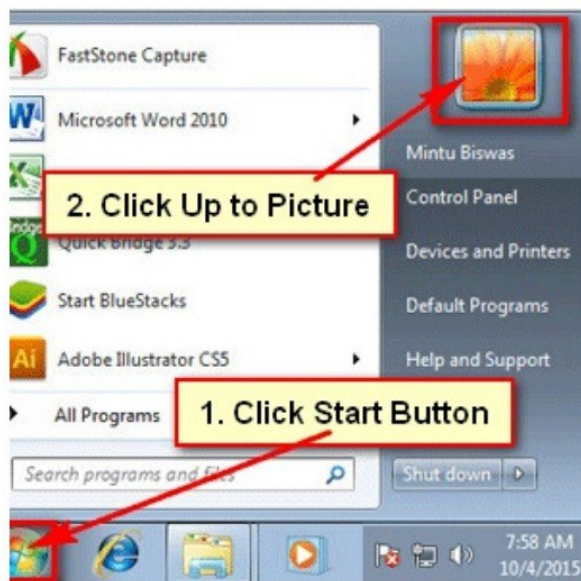 FastStone Capture
W
Microsoft Word 2010
Mintu Biswas
2. Click Up to Picture
Control Panel
Bridge
Q
Quick Bridge 3.3
Devices and Printers
Start BlueStacks
Default Programs
Ai
Adobe Illustrator CS5
Help and Support
All Programs
1. Click Start Button
Search programs and files
Shut down
7:58 AM
10/4/2015